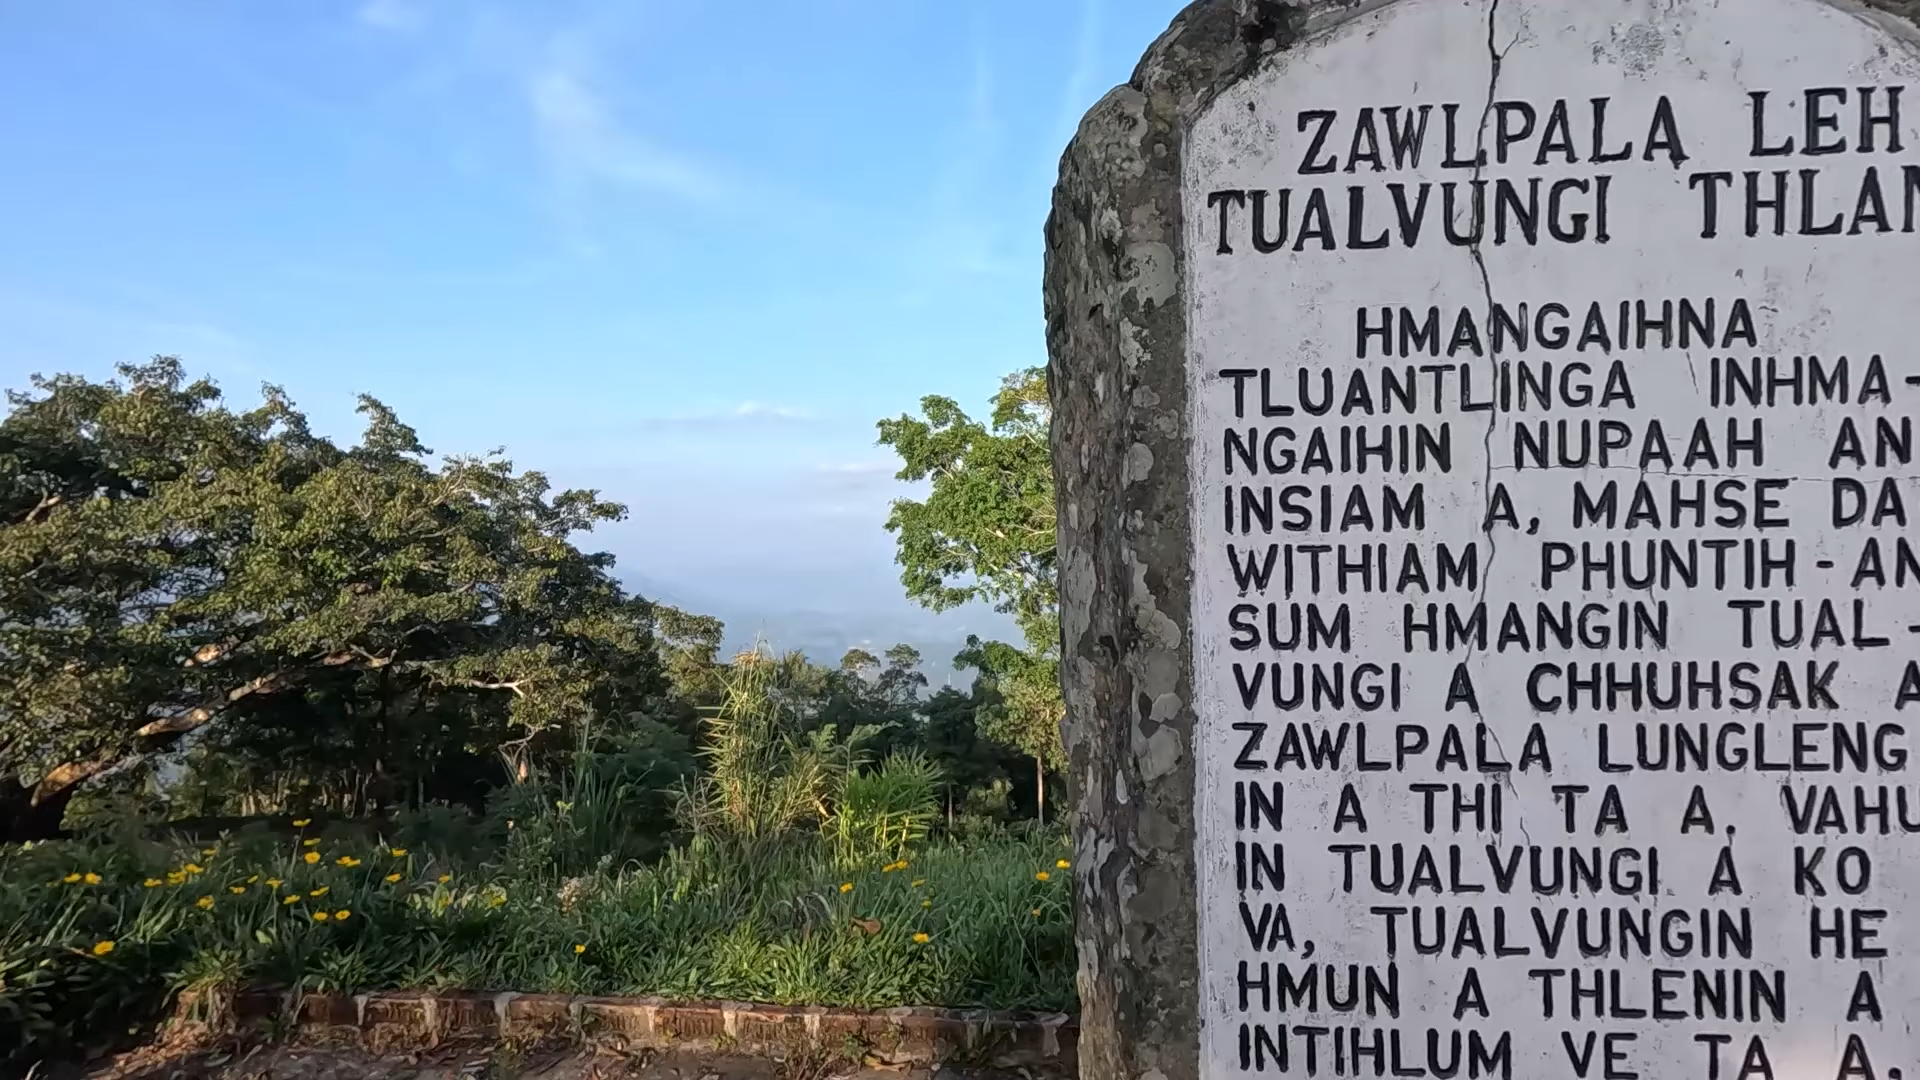 ZAWLPALA LEH
TUALVUNGI THLAN
HMANGAIHNA
TLUANTLINGA INHMA-
NGAIHIN NUPAAH AN
INSIAM A, MAHSE DA
WITHIAM PHUNTIH-AN
SUM HMANGIN TUAL-
VUNGI A CHHUHSAK A
ZAWLPALA LUNGLENG
IN A THI TA A. VAHU
IN TUALVUNGI A KO
VA, TUALVUNGIN HE
HMUN A THLENIN A
INTIHLUM VE TA A.